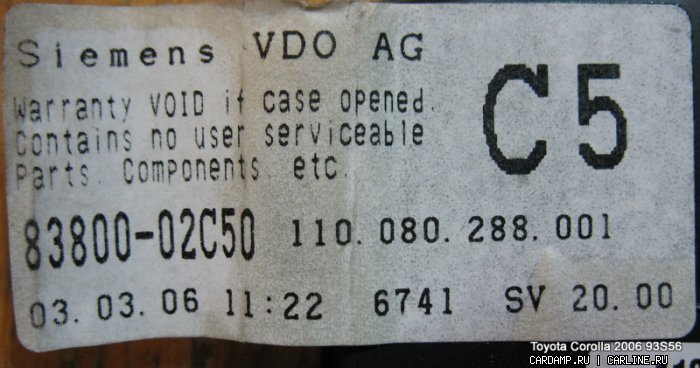 Siemens VDO AG
C5
Warranty VOID if case opened.
Contains no user serviceable
Parts, Components, etc.
83800-02C50 110.080.288.001
03.03.06 11:22 6741 SV 20.00
Toyota Corolla 2006 93S56
CARDAMP.RU | CARLINE.RU